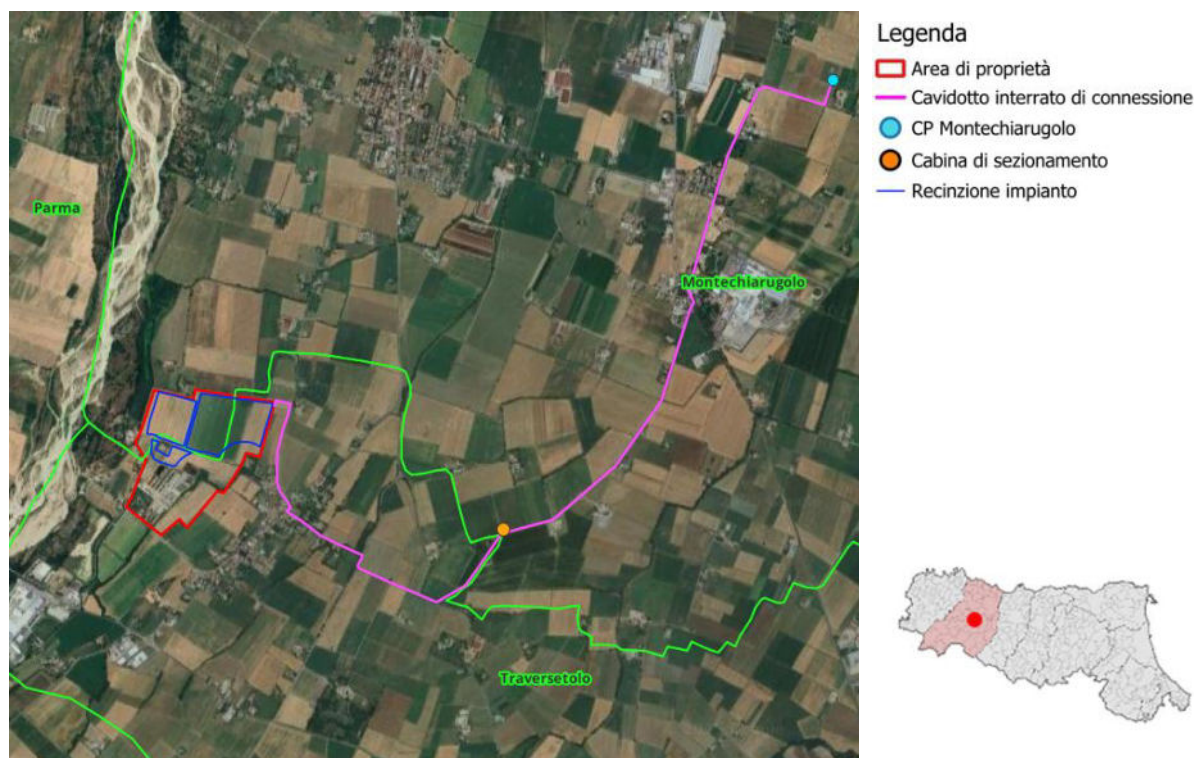 Parma
Montechiarugolo
Traversetolo
Legenda
Area di proprietà
Cavidotto interrato di connessione
CP Montechiarugolo
Cabina di sezionamento
Recinzione impianto